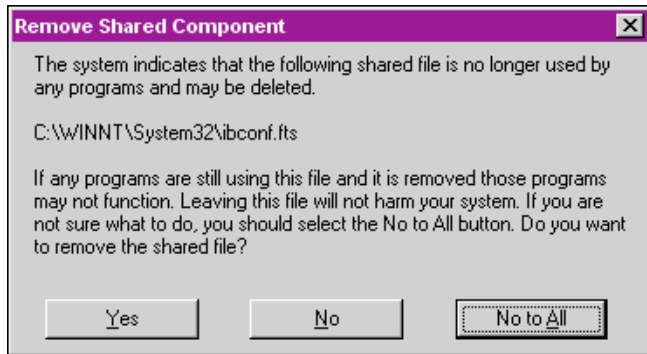 Remove Shared Component
The system indicates that the following shared file is no longer used by
any programs and may be deleted.
C:\WINNT\System32\ibconf.fts
If any programs are still using this file and it is removed those programs
may not function. Leaving this file will not harm your system. If you are
not sure what to do, you should select the No to All button. Do you want
to remove the shared file?
Yes
No
No to All